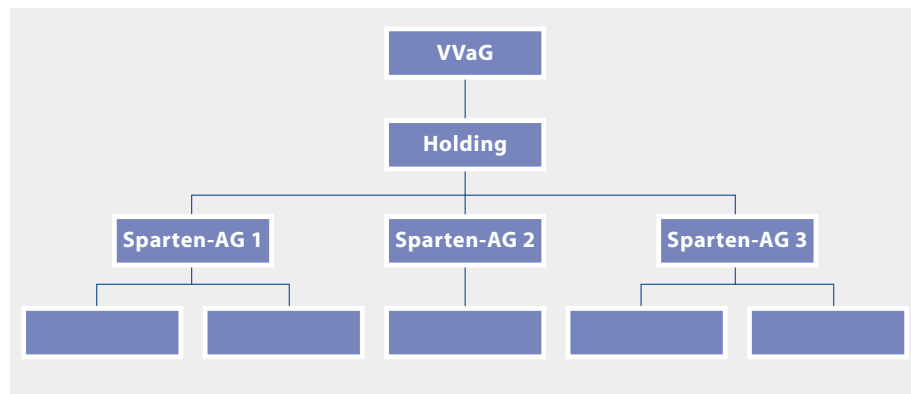 VVaG
Holding
Sparten-AG 1
Sparten-AG 2
Sparten-AG 3